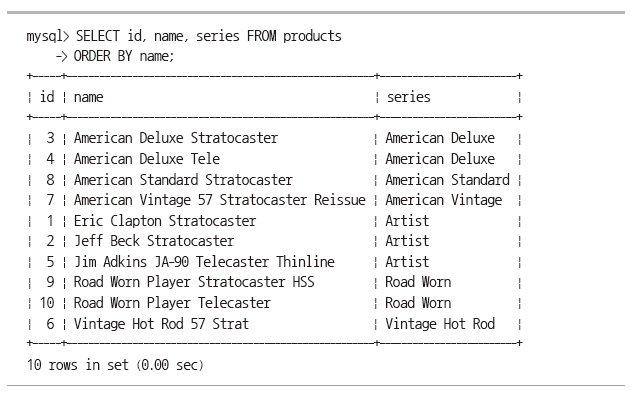 mysql> SELECT id, name, series FROM products
-> ORDER BY name;
+----+------------------------------------------+-------------------+
| id | name | series |
+----+------------------------------------------+-------------------+
| 3 | American Deluxe Stratocaster | American Deluxe |
| 4 | American Deluxe Tele | American Deluxe |
| 8 | American Standard Stratocaster | American Standard |
| 7 | American Vintage 57 Stratocaster Reissue | American Vintage |
| 1 | Eric Clapton Stratocaster | Artist |
| 2 | Jeff Beck Stratocaster | Artist |
| 5 | Jim Adkins JA-90 Telecaster Thinline | Artist |
| 9 | Road Worn Player Stratocaster HSS | Road Worn |
| 10 | Road Worn Player Telecaster | Road Worn |
| 6 | Vintage Hot Rod 57 Strat | Vintage Hot Rod |
+----+------------------------------------------+-------------------+
10 rows in set (0.00 sec)